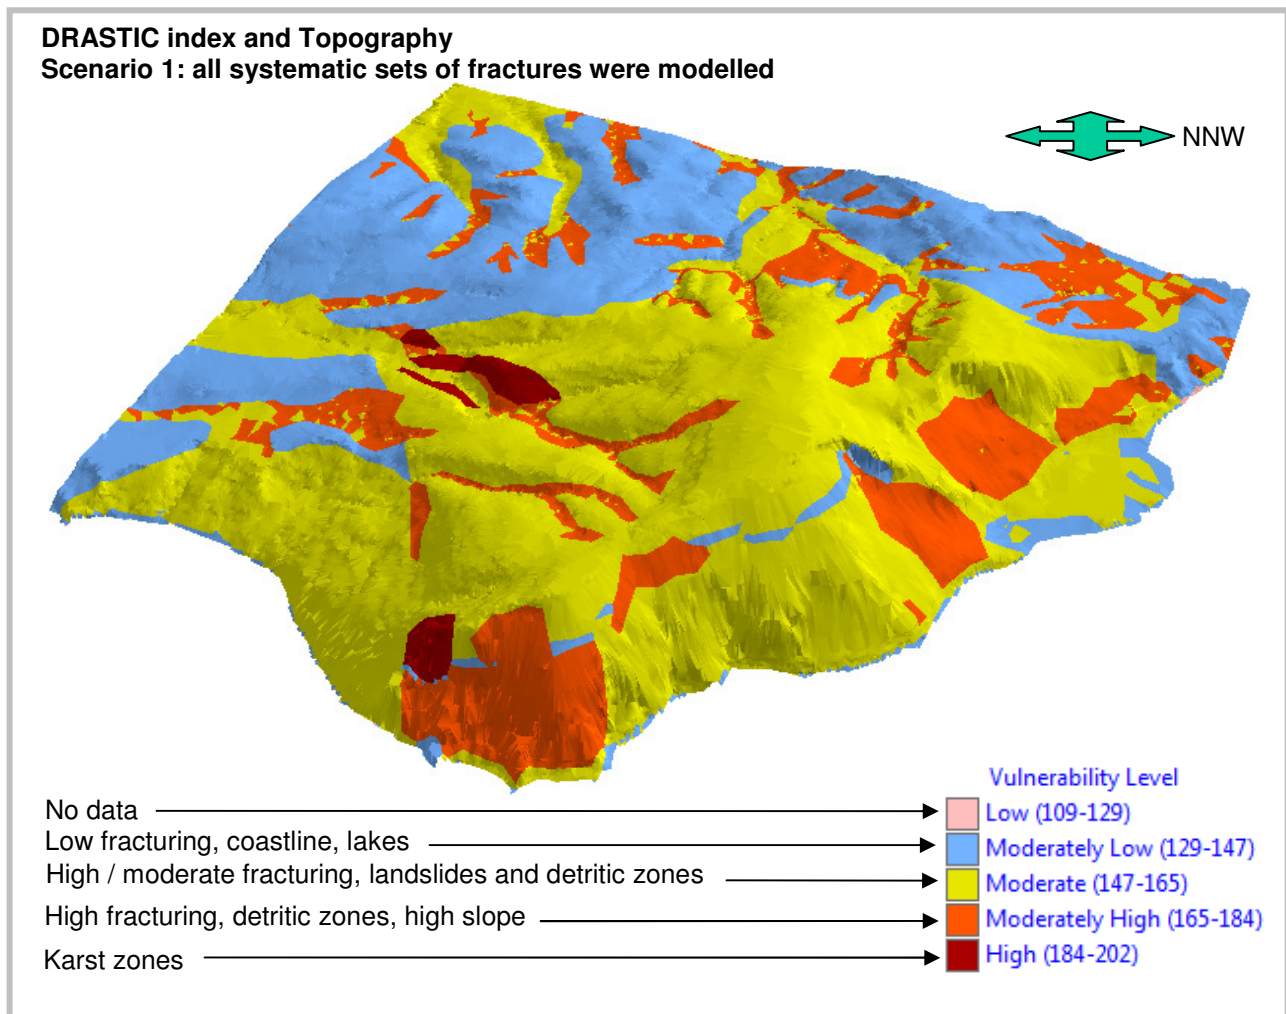 DRASTIC index and Topography
Scenario 1: all systematic sets of fractures were modelled
NNW
Vulnerability Level
No data
Low (109-129)
Low fracturing, coastline, lakes
Moderately Low (129-147)
High / moderate fracturing, landslides and detritic zones
Moderate (147-165)
High fracturing, detritic zones, high slope
Moderately High (165-184)
Karst zones
High (184-202)